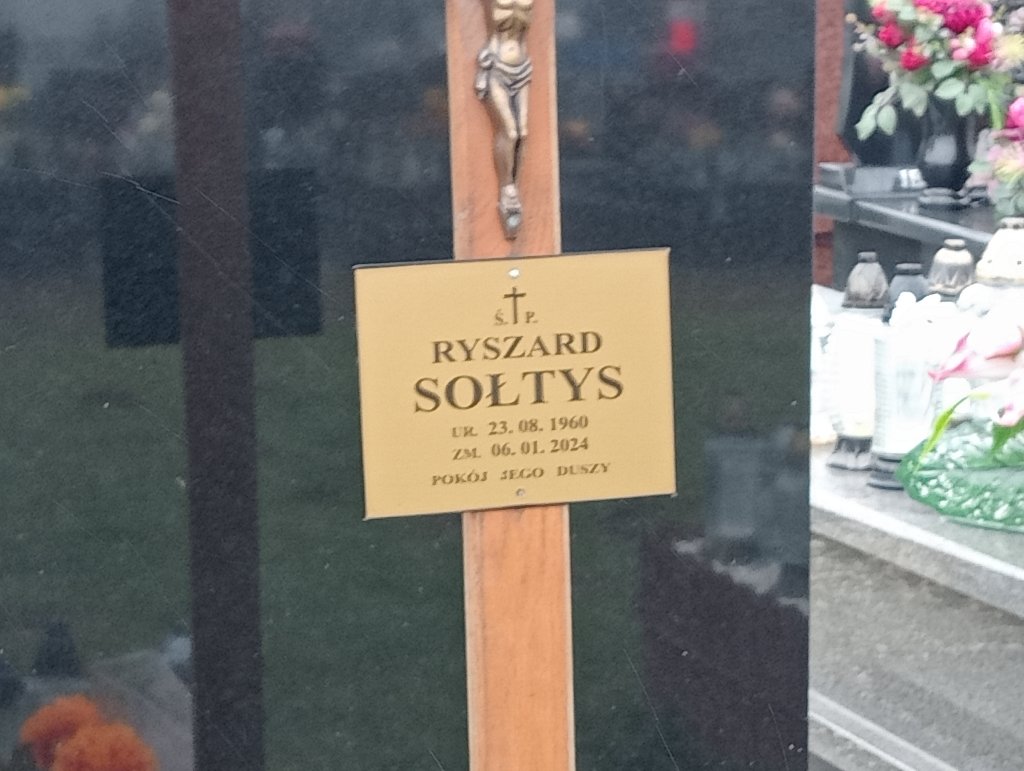 Ś. P.
RYSZARD
SOŁTYS
UR. 23. 08. 1960
ZM. 06. 01. 2024
POKÓJ JEGO DUSZY